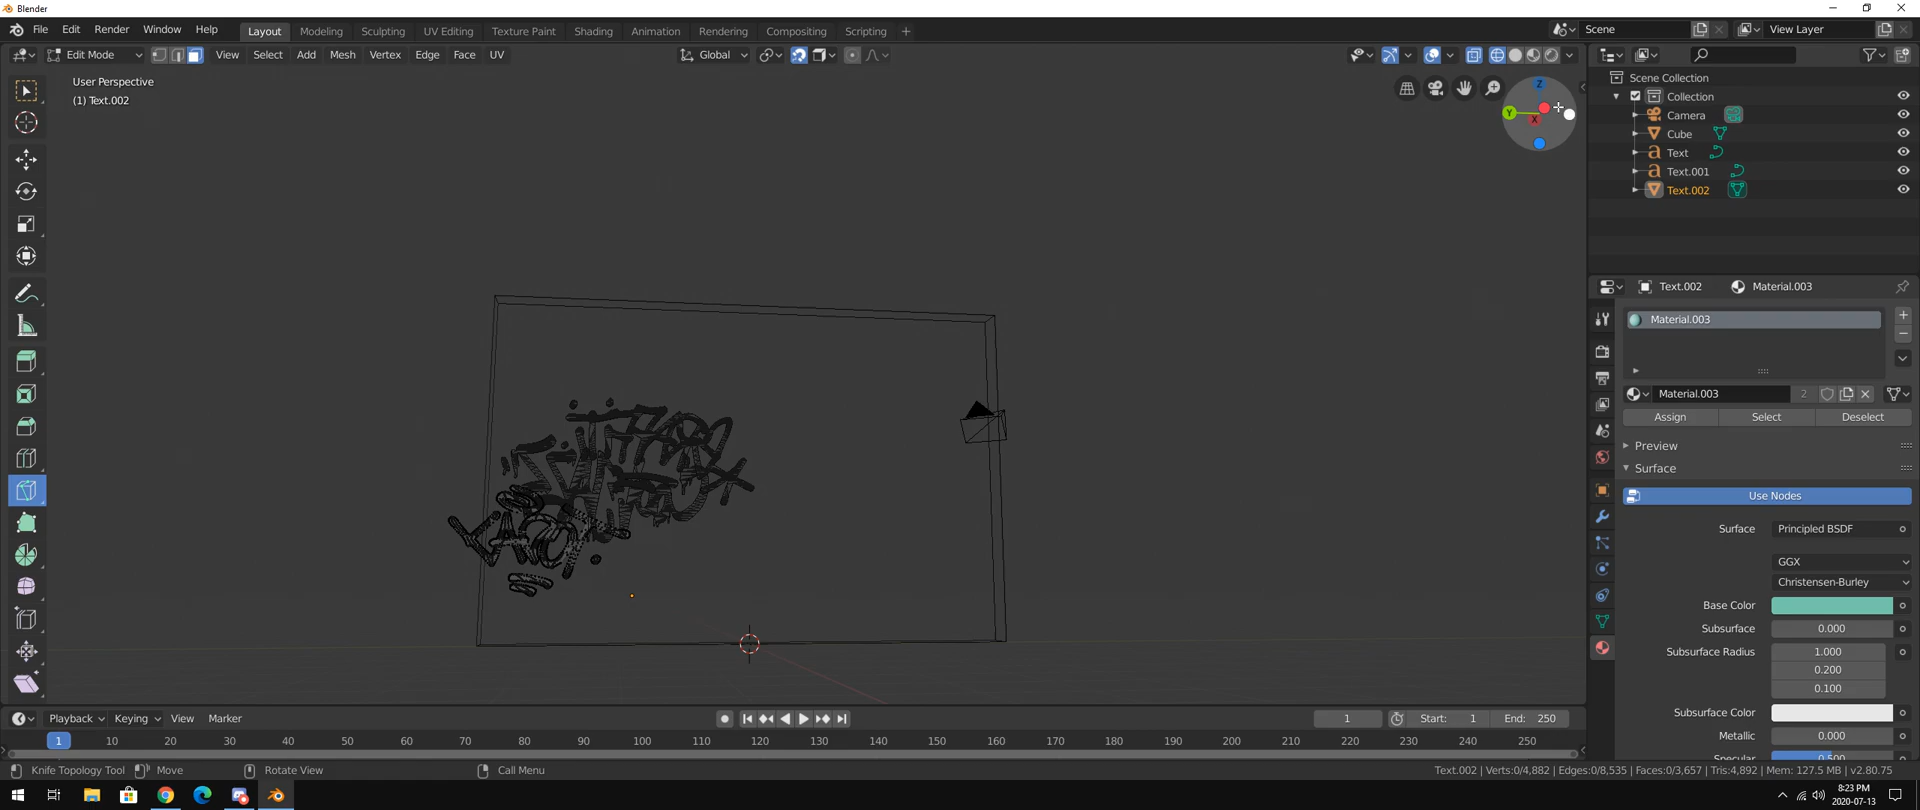 Blender
File Edit Render Window Help Layout Modeling Sculpting UV Editing Texture Paint Shading Animation Rendering Compositing Scripting + Scene View Layer
Edit Mode View Select Add Mesh Vertex Edge Face UV Global
User Perspective
(1) Text.002
Z
Y
X
Scene Collection
Collection
Camera
Cube
Text
Text.001
Text.002
Text.002 Material.003
Material.003
Material.003 2
Assign Select Deselect
Preview
Surface
Use Nodes
Surface Principled BSDF
GGX
Christensen-Burley
Base Color
Subsurface 0.000
Subsurface Radius 1.000
0.200
0.100
Subsurface Color
Metallic 0.000
Specular 0.500
Playback Keying View Marker 1 Start: 1 End: 250
1 10 20 30 40 50 60 70 80 90 100 110 120 130 140 150 160 170 180 190 200 210 220 230 240 250
Knife Topology Tool Move Rotate View Call Menu Text.002 | Verts:0/4,882 | Edges:0/8,535 | Faces:0/3,657 | Tris:4,892 | Mem: 127.5 MB | v2.80.75
8:23 PM
2020-07-13